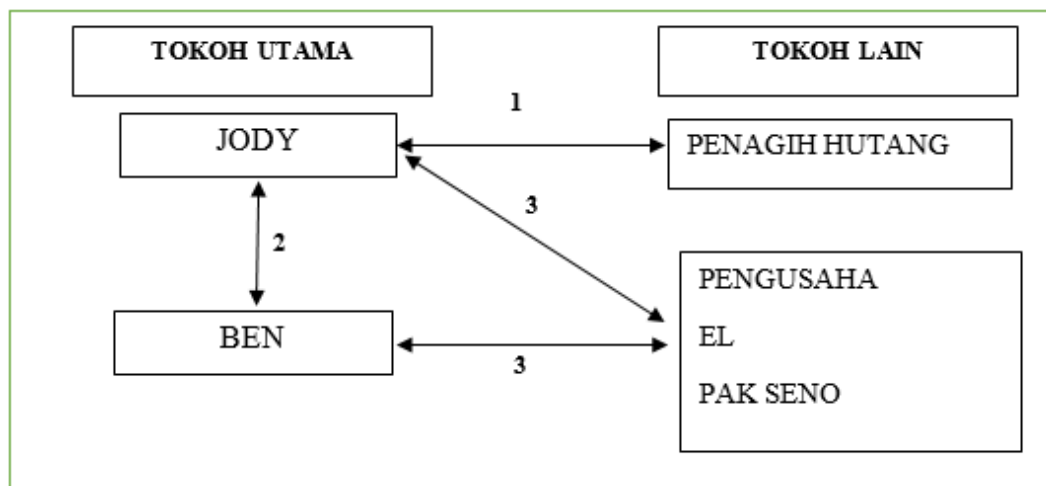 TOKOH UTAMA
TOKOH LAIN
1
JODY
PENAGIH HUTANG
3
2
PENGUSAHA
BEN
EL
3
PAK SENO